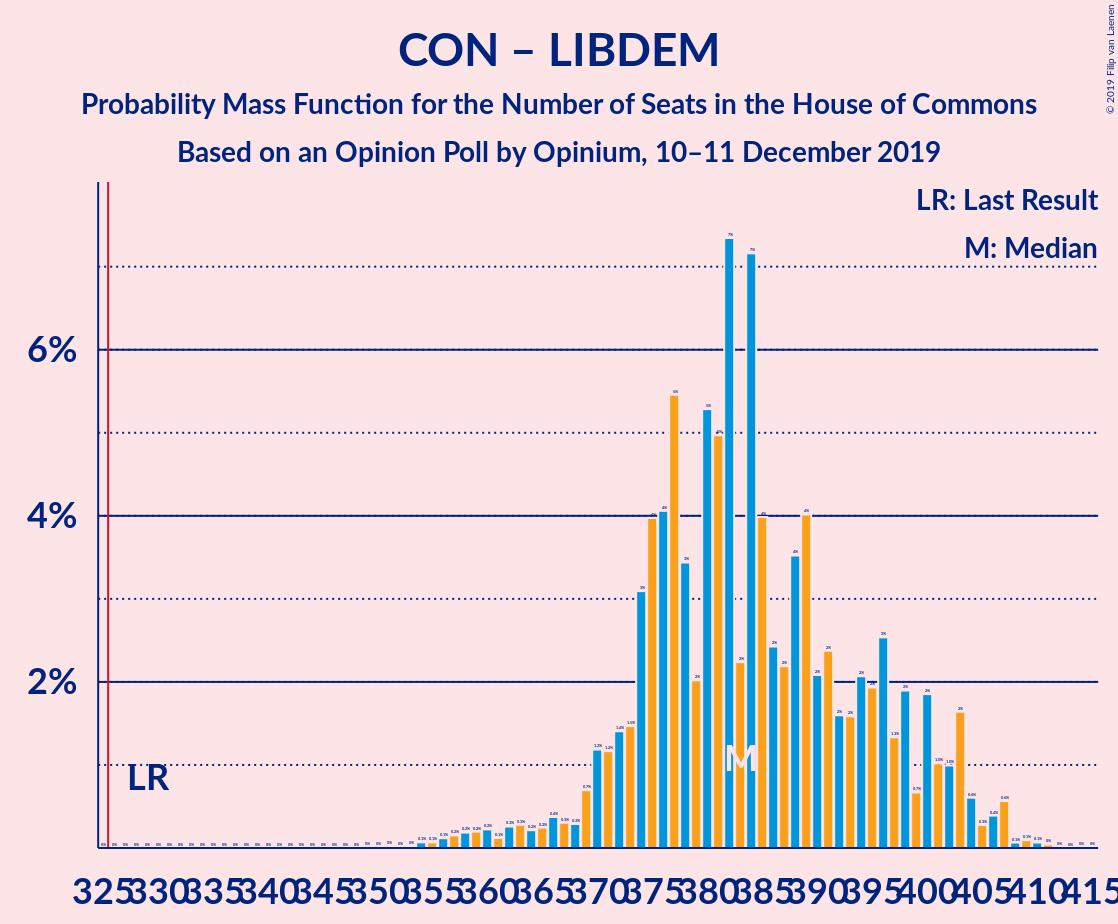 CON – LIBDEM
Probability Mass Function for the Number of Seats in the House of Commons
Based on an Opinion Poll by Opinium, 10–11 December 2019
© 2019 Filip van Laenen
LR: Last Result
M: Median
6%
4%
2%
LR
M
325 330 335 340 345 350 355 360 365 370 375 380 385 390 395 400 405 410 415